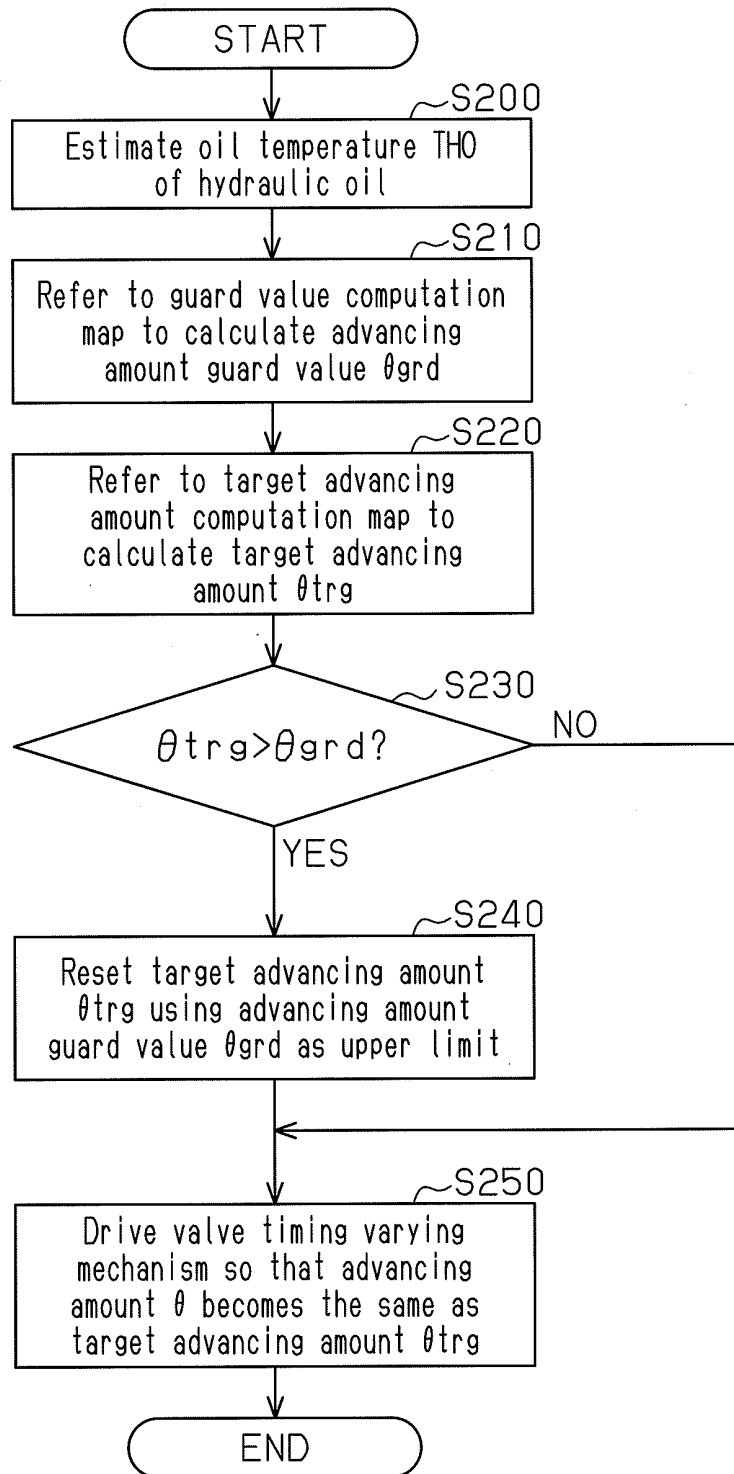 START
S200
Estimate oil temperature THO
of hydraulic oil
S210
Refer to guard value computation
map to calculate advancing
amount guard value θgrd
S220
Refer to target advancing
amount computation map to
calculate target advancing
amount θtrg
S230
θtrg>θgrd?
NO
YES
S240
Reset target advancing amount
θtrg using advancing amount
guard value θgrd as upper limit
S250
Drive valve timing varying
mechanism so that advancing
amount θ becomes the same as
target advancing amount θtrg
END